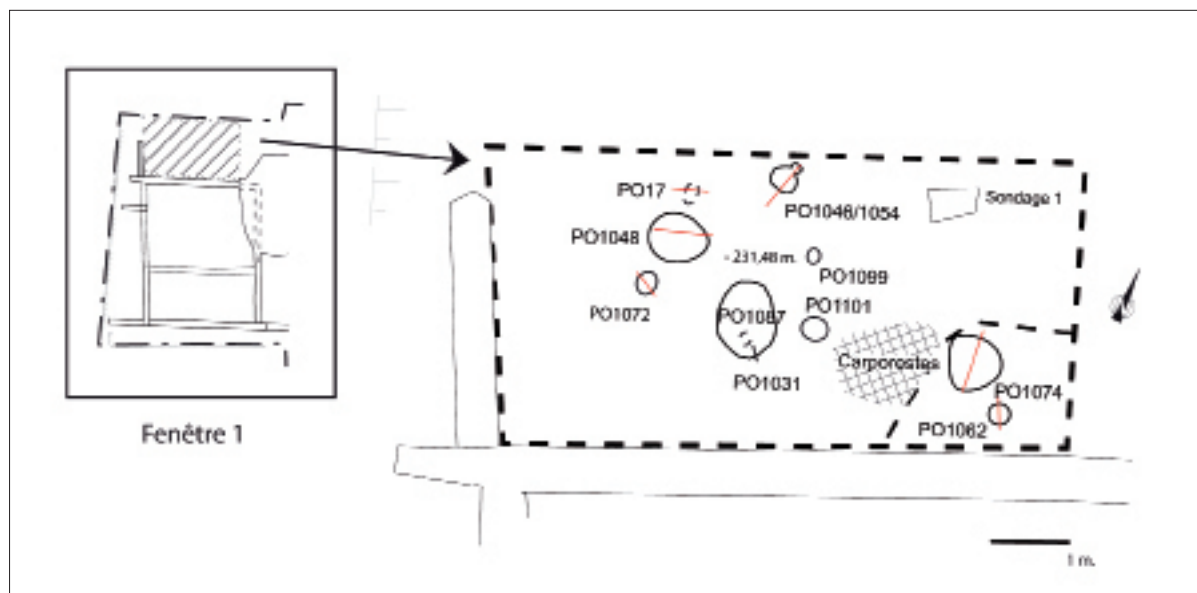 Fenêtre 1
PO17
PO1046/1054
Sondage 1
PO1048
- 231,48 m.
PO1099
PO1072
PO1087
PO1101
PO1031
Carporestes
PO1074
PO1062
1 m.